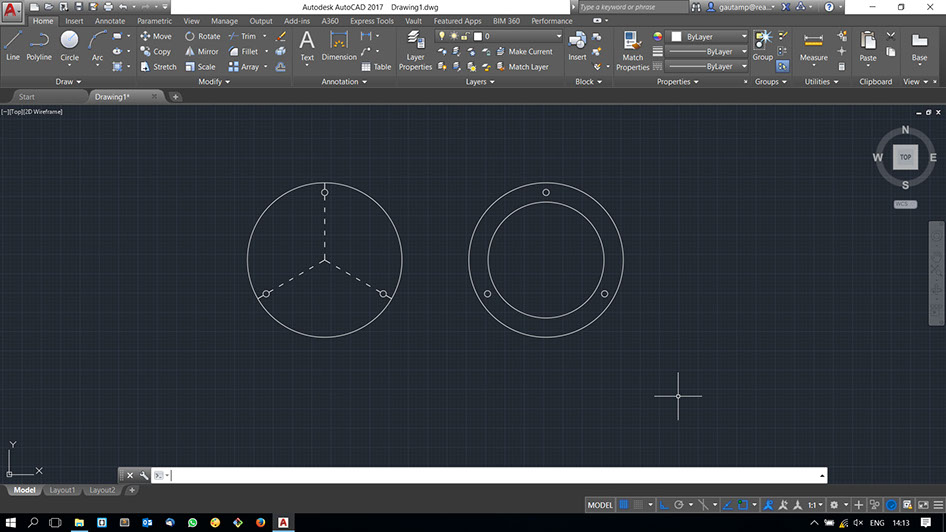 Autodesk AutoCAD 2017 Drawing1.dwg
Type a keyword or phrase
gautamp@rea...
Home Insert Annotate Parametric View Manage Output Add-ins A360 Express Tools Vault Featured Apps BIM 360 Performance
Line Polyline Circle Arc
Move Rotate Trim
Copy Mirror Fillet
Stretch Scale Array
Text Dimension
Table
Layer
Properties
0
Make Current
Match Layer
Insert
Match
Properties
ByLayer
ByLayer
ByLayer
Group
Measure
Paste
Base
Draw Modify Annotation Layers Block Properties Groups Utilities Clipboard View
Start Drawing1*
[−][Top][2D Wireframe]
N
W TOP E
S
WCS
Y
X
Model Layout1 Layout2
MODEL 1:1
ENG 14:13